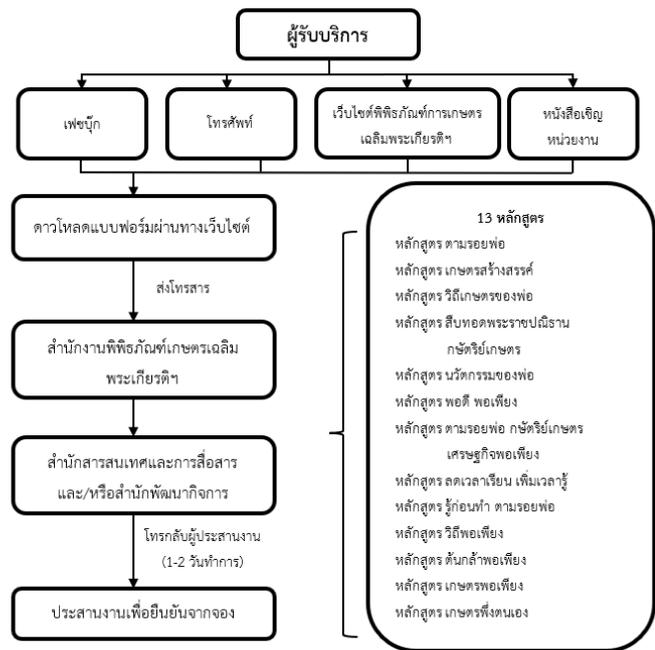 ผู้รับบริการ
เฟซบุ๊ก
โทรศัพท์
เว็บไซต์พิพิธภัณฑ์การเกษตร
เฉลิมพระเกียรติฯ
หนังสือเชิญ
หน่วยงาน
ดาวโหลดแบบฟอร์มผ่านทางเว็บไซต์
ส่งโทรสาร
สำนักงานพิพิธภัณฑ์เกษตรเฉลิม
พระเกียรติฯ
สำนักสารสนเทศและการสื่อสาร
และ/หรือสำนักพัฒนากิจการ
โทรกลับผู้ประสานงาน
(1-2 วันทำการ)
ประสานงานเพื่อยืนยันจากจอง
13 หลักสูตร
หลักสูตร ตามรอยพ่อ
หลักสูตร เกษตรสร้างสรรค์
หลักสูตร วิถีเกษตรของพ่อ
หลักสูตร สืบทอดพระราชปณิธาน
กษัตริย์เกษตร
หลักสูตร นวัตกรรมของพ่อ
หลักสูตร พอดี พอเพียง
หลักสูตร ตามรอยพ่อ กษัตริย์เกษตร
เศรษฐกิจพอเพียง
หลักสูตร ลดเวลาเรียน เพิ่มเวลารู้
หลักสูตร รู้ก่อนทำ ตามรอยพ่อ
หลักสูตร วิถีพอเพียง
หลักสูตร ต้นกล้าพอเพียง
หลักสูตร เกษตรพอเพียง
หลักสูตร เกษตรพึ่งตนเอง